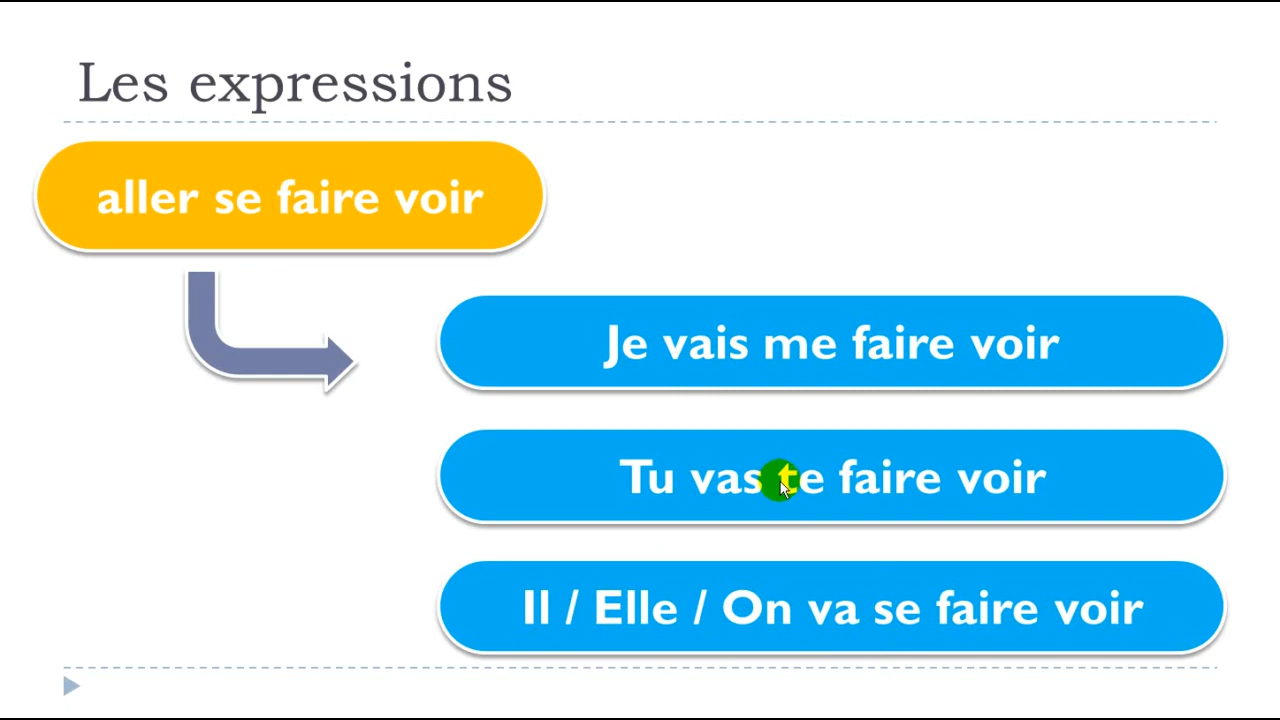 Les expressions
aller se faire voir
Je vais me faire voir
Tu vas te faire voir
Il / Elle / On va se faire voir